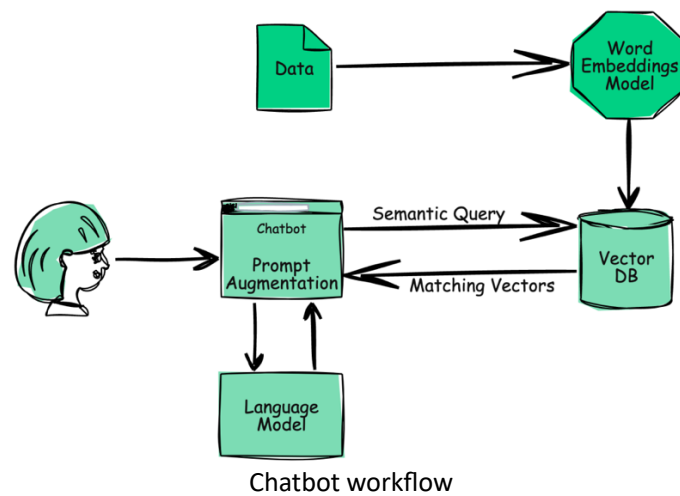 Data
Word
Embeddings
Model
Semantic Query
Chatbot
Prompt
Augmentation
Vector
DB
Matching Vectors
Language
Model
Chatbot workflow